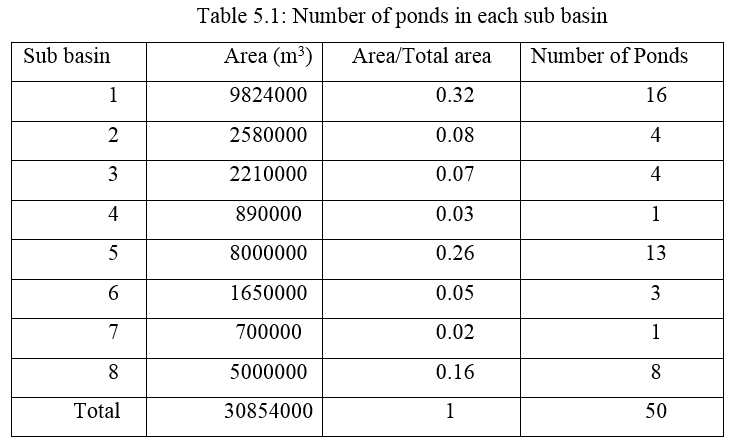 Table 5.1: Number of ponds in each sub basin
Sub basin Area (m³) Area/Total area Number of Ponds
1 9824000 0.32 16
2 2580000 0.08 4
3 2210000 0.07 4
4 890000 0.03 1
5 8000000 0.26 13
6 1650000 0.05 3
7 700000 0.02 1
8 5000000 0.16 8
Total 30854000 1 50